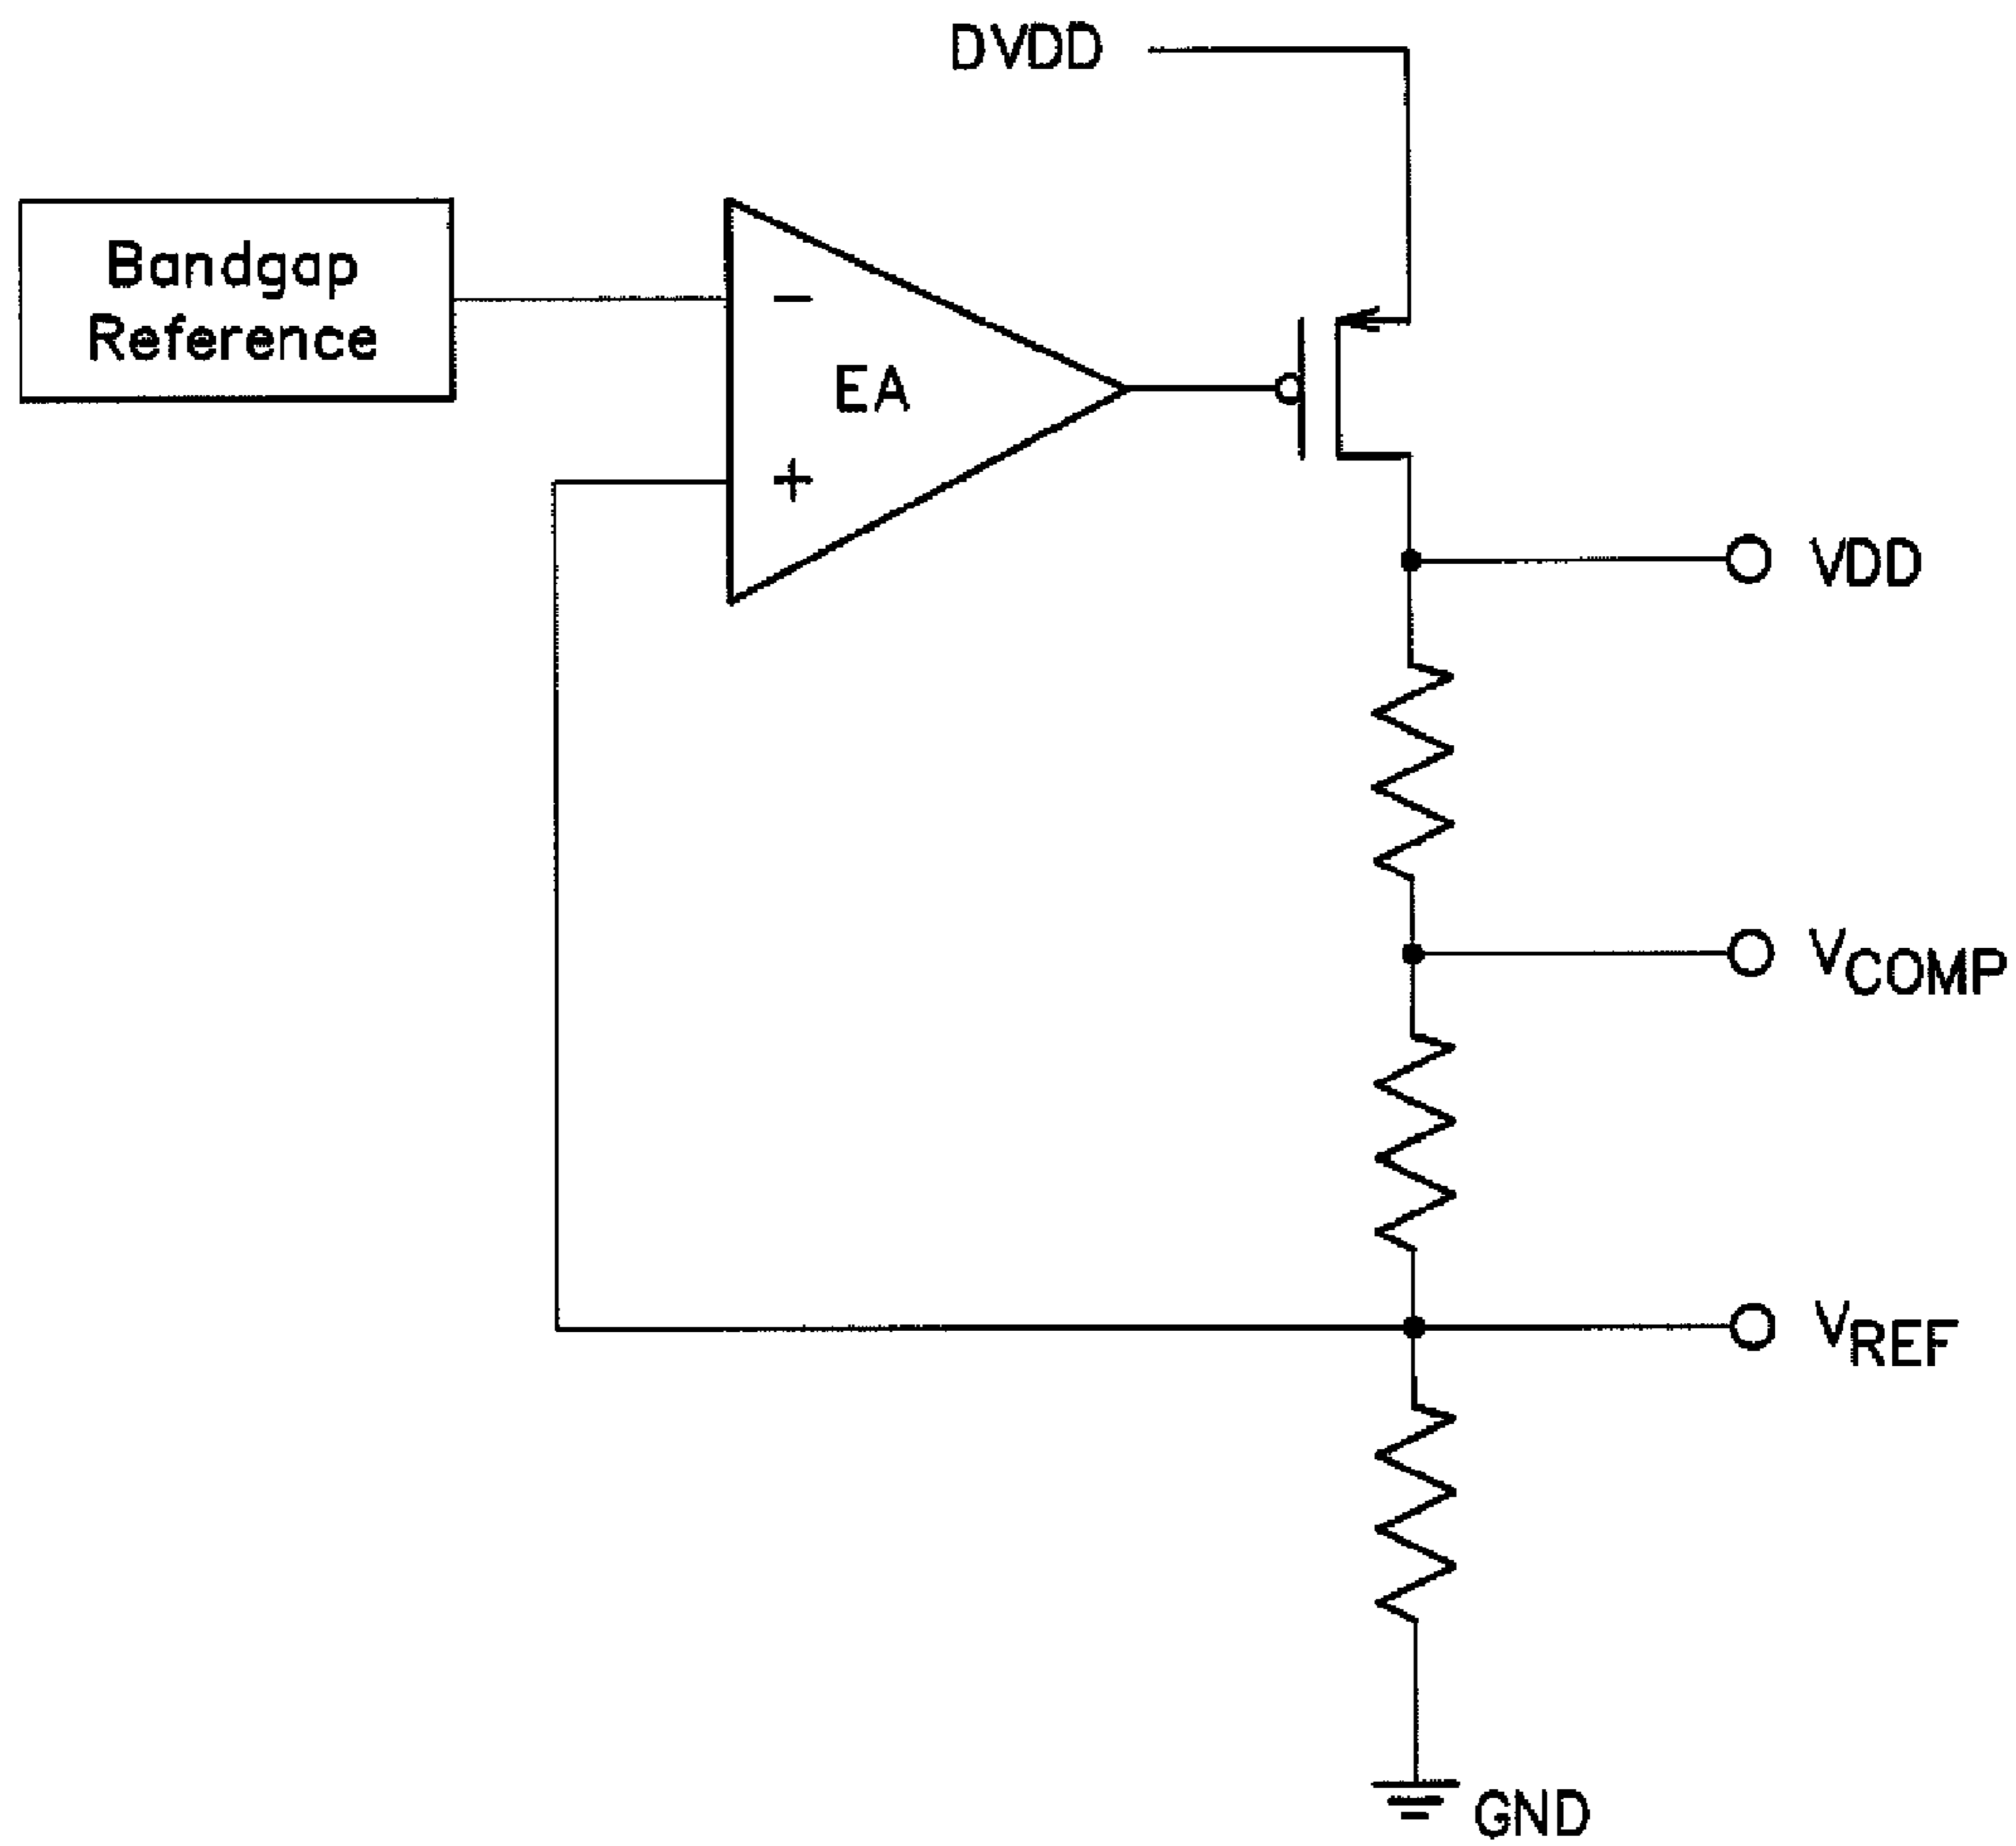 DVDD
Bandgap
Reference
−
EA
+
VDD
VCOMP
VREF
GND